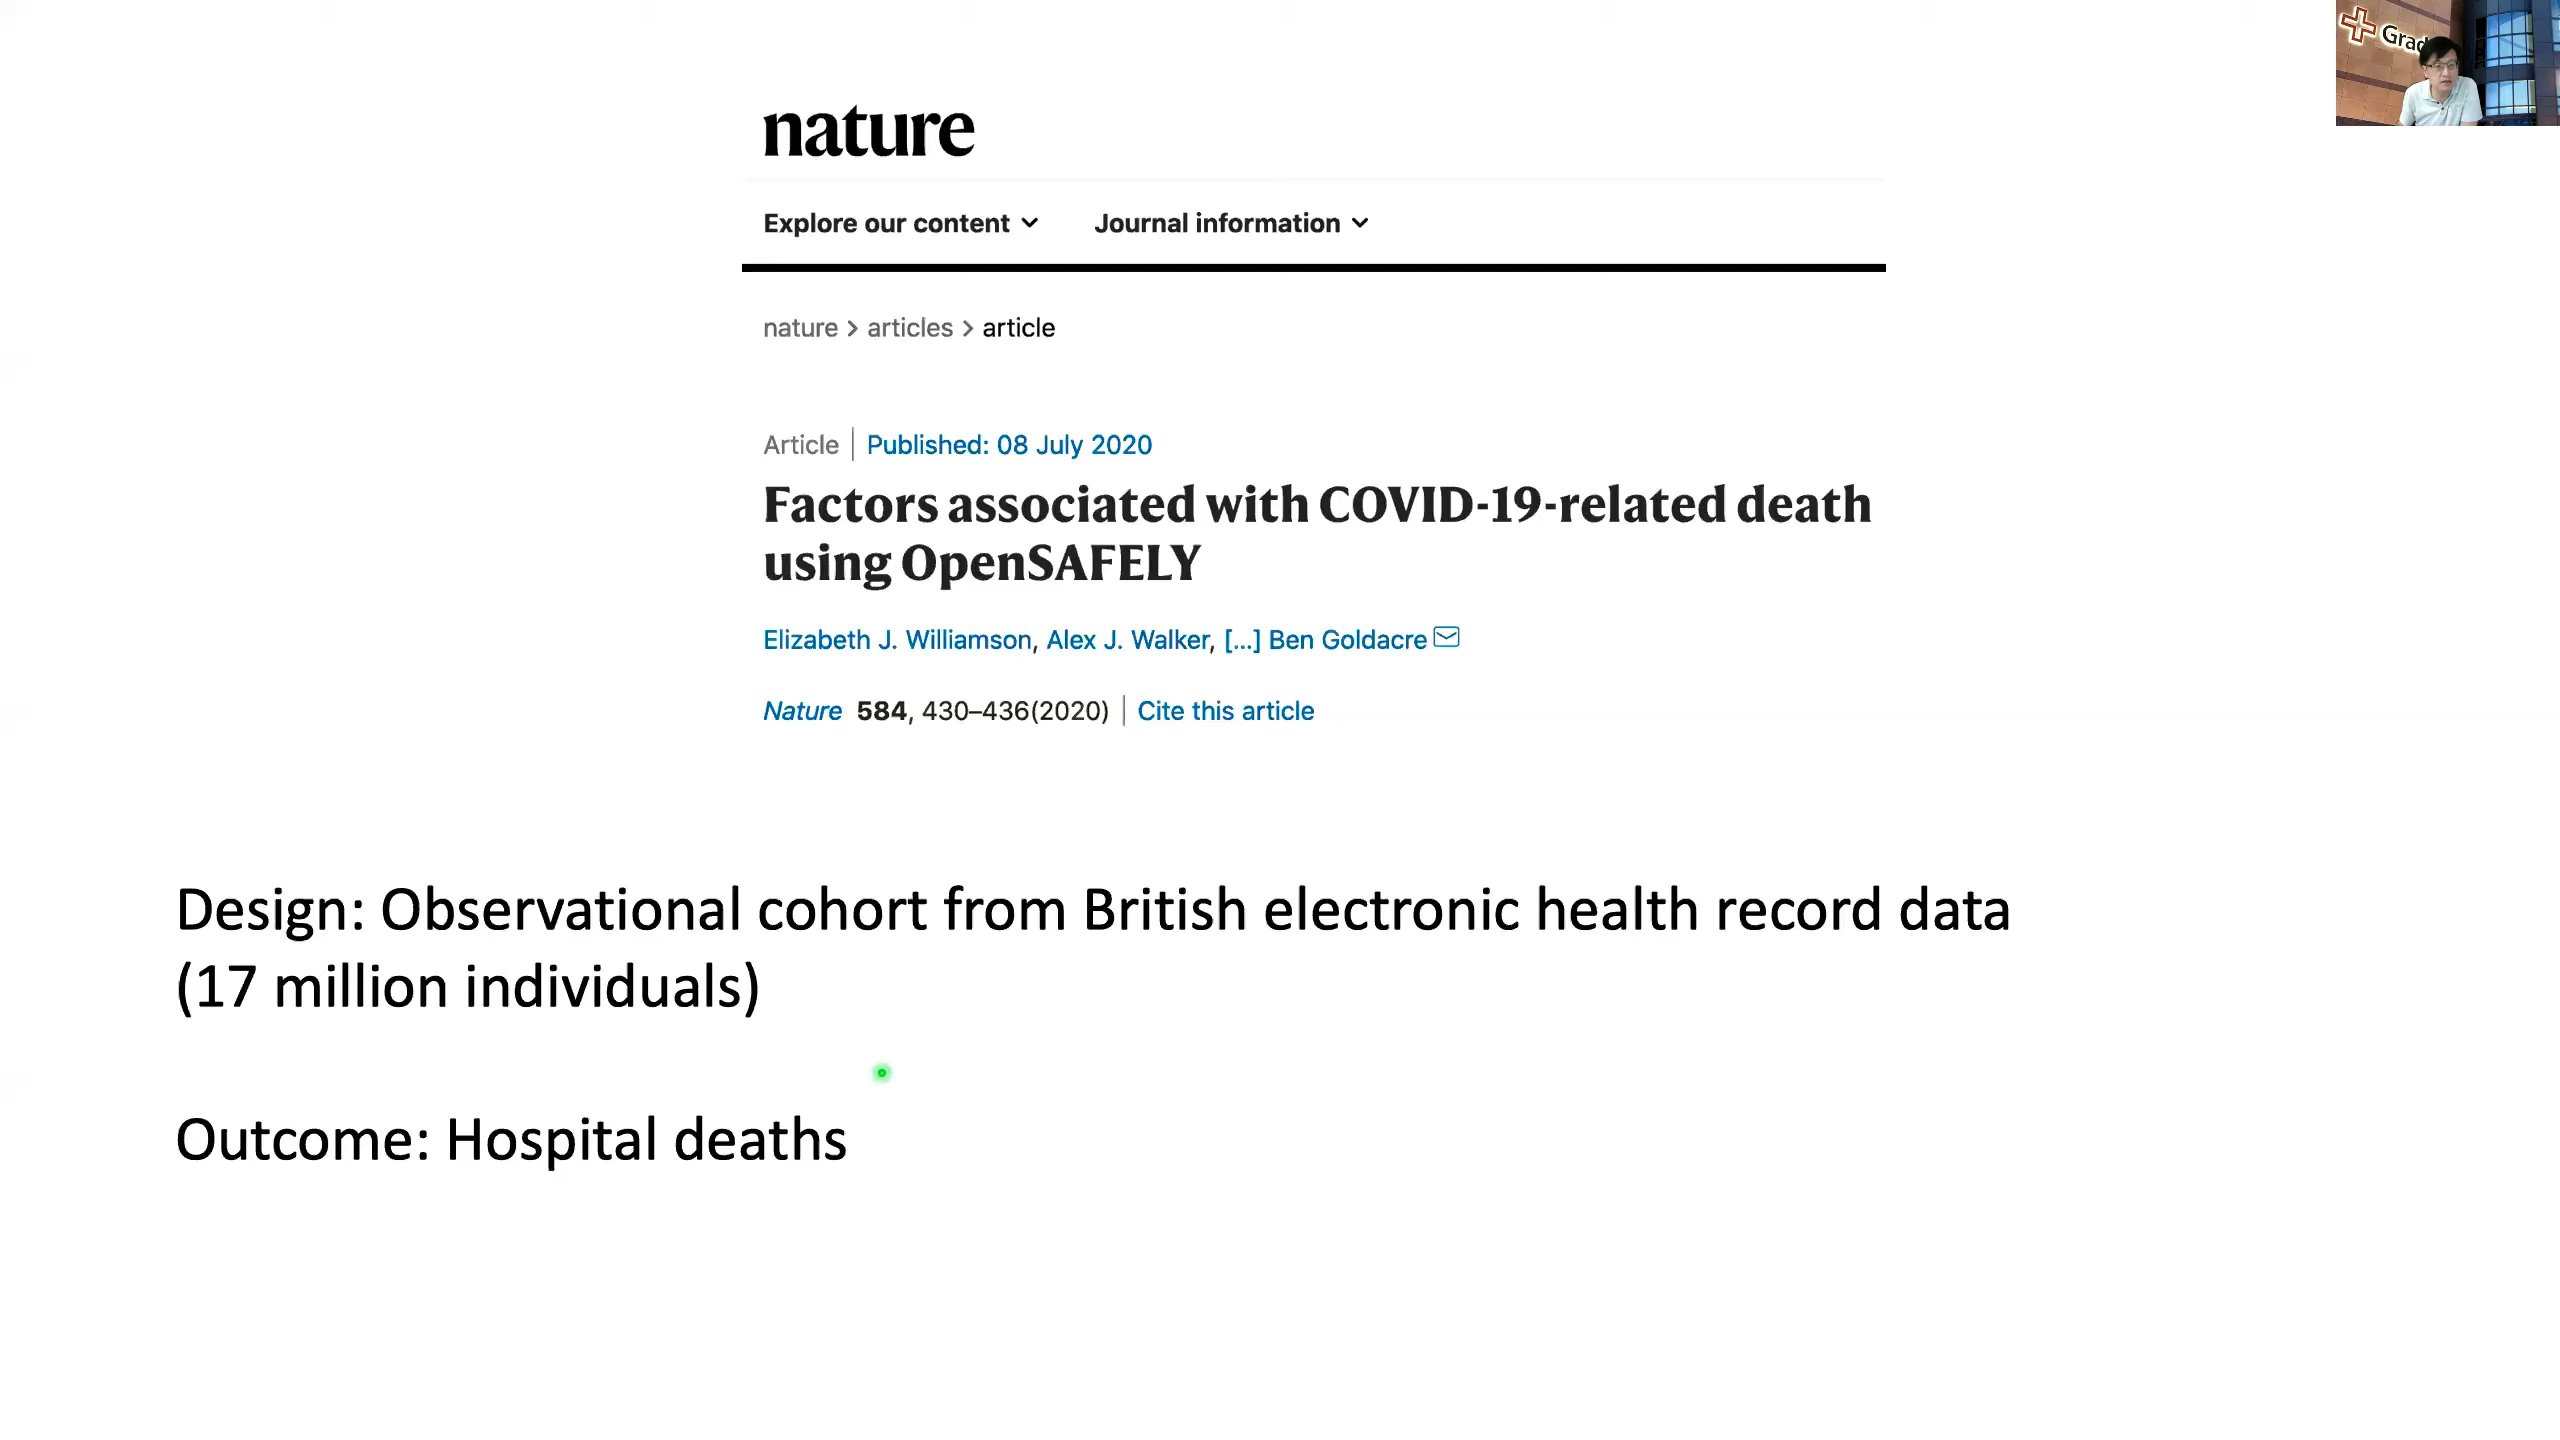 nature
Explore our content
Journal information
nature > articles > article
Article | Published: 08 July 2020
Factors associated with COVID-19-related death
using OpenSAFELY
Elizabeth J. Williamson, Alex J. Walker, [...] Ben Goldacre
Nature 584, 430–436(2020) | Cite this article
Design: Observational cohort from British electronic health record data
(17 million individuals)
Outcome: Hospital deaths